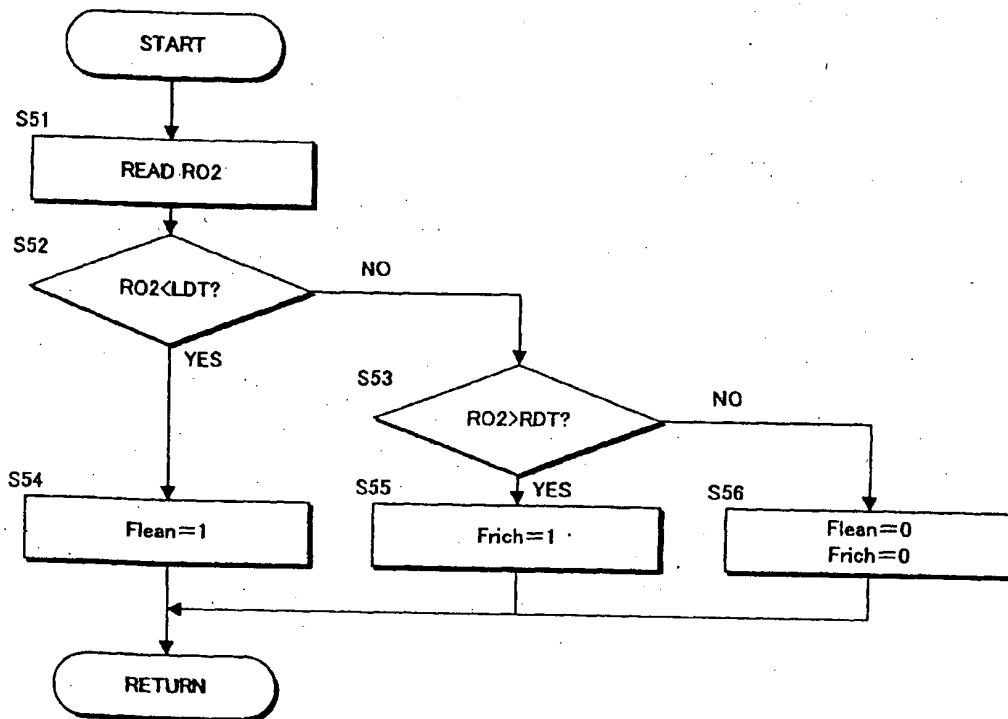 START
S51
READ RO2
S52
RO2<LDT?
NO
YES
S53
RO2>RDT?
NO
YES
S54
Flean=1
S55
Frich=1
S56
Flean=0
Frich=0
RETURN